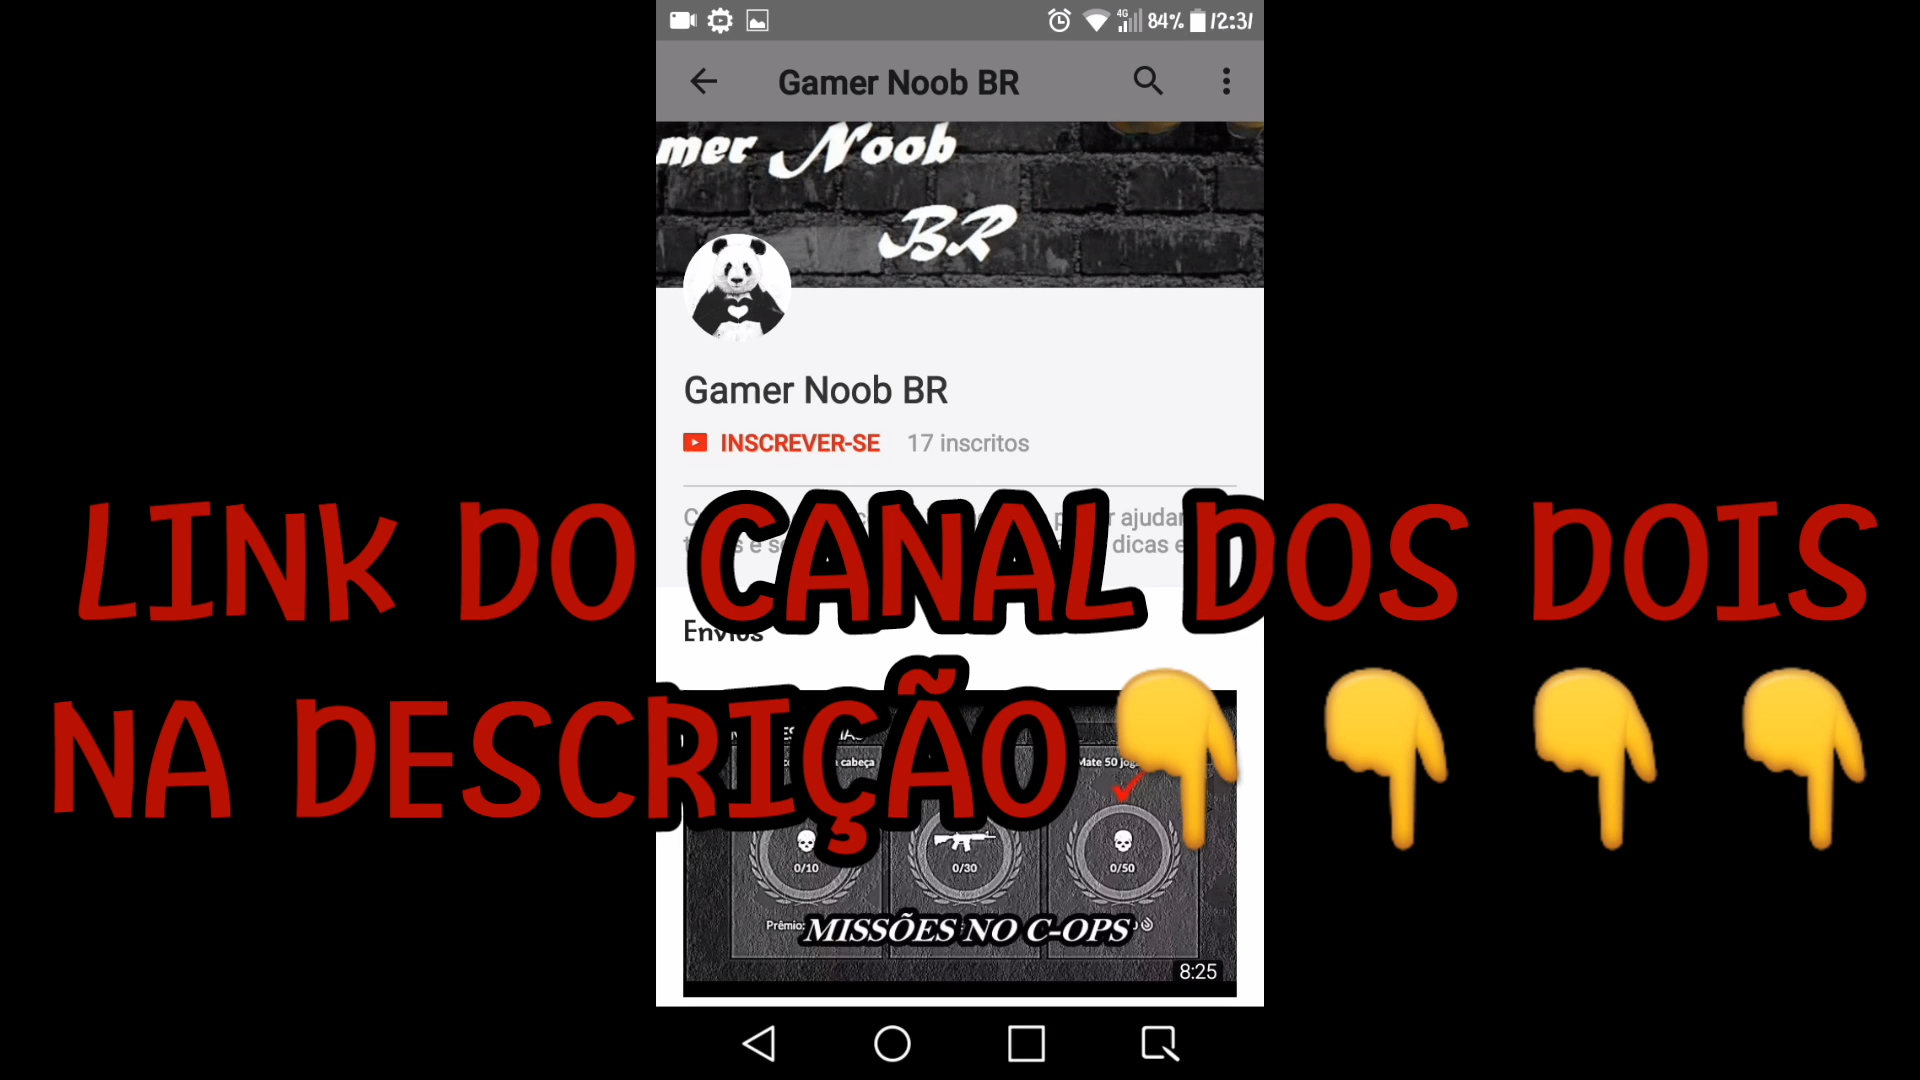 4G 84% 12:31
Gamer Noob BR
mer Noob
BR
Gamer Noob BR
INSCREVER-SE 17 inscritos
ajudar
dicas e
LINK DO CANAL DOS DOIS
Envios
NA DESCRIÇÃO👇 👇 👇 👇
cabeça
Mate 50
0/10 0/30 0/50
Prêmio:
MISSÕES NO C-OPS
8:25